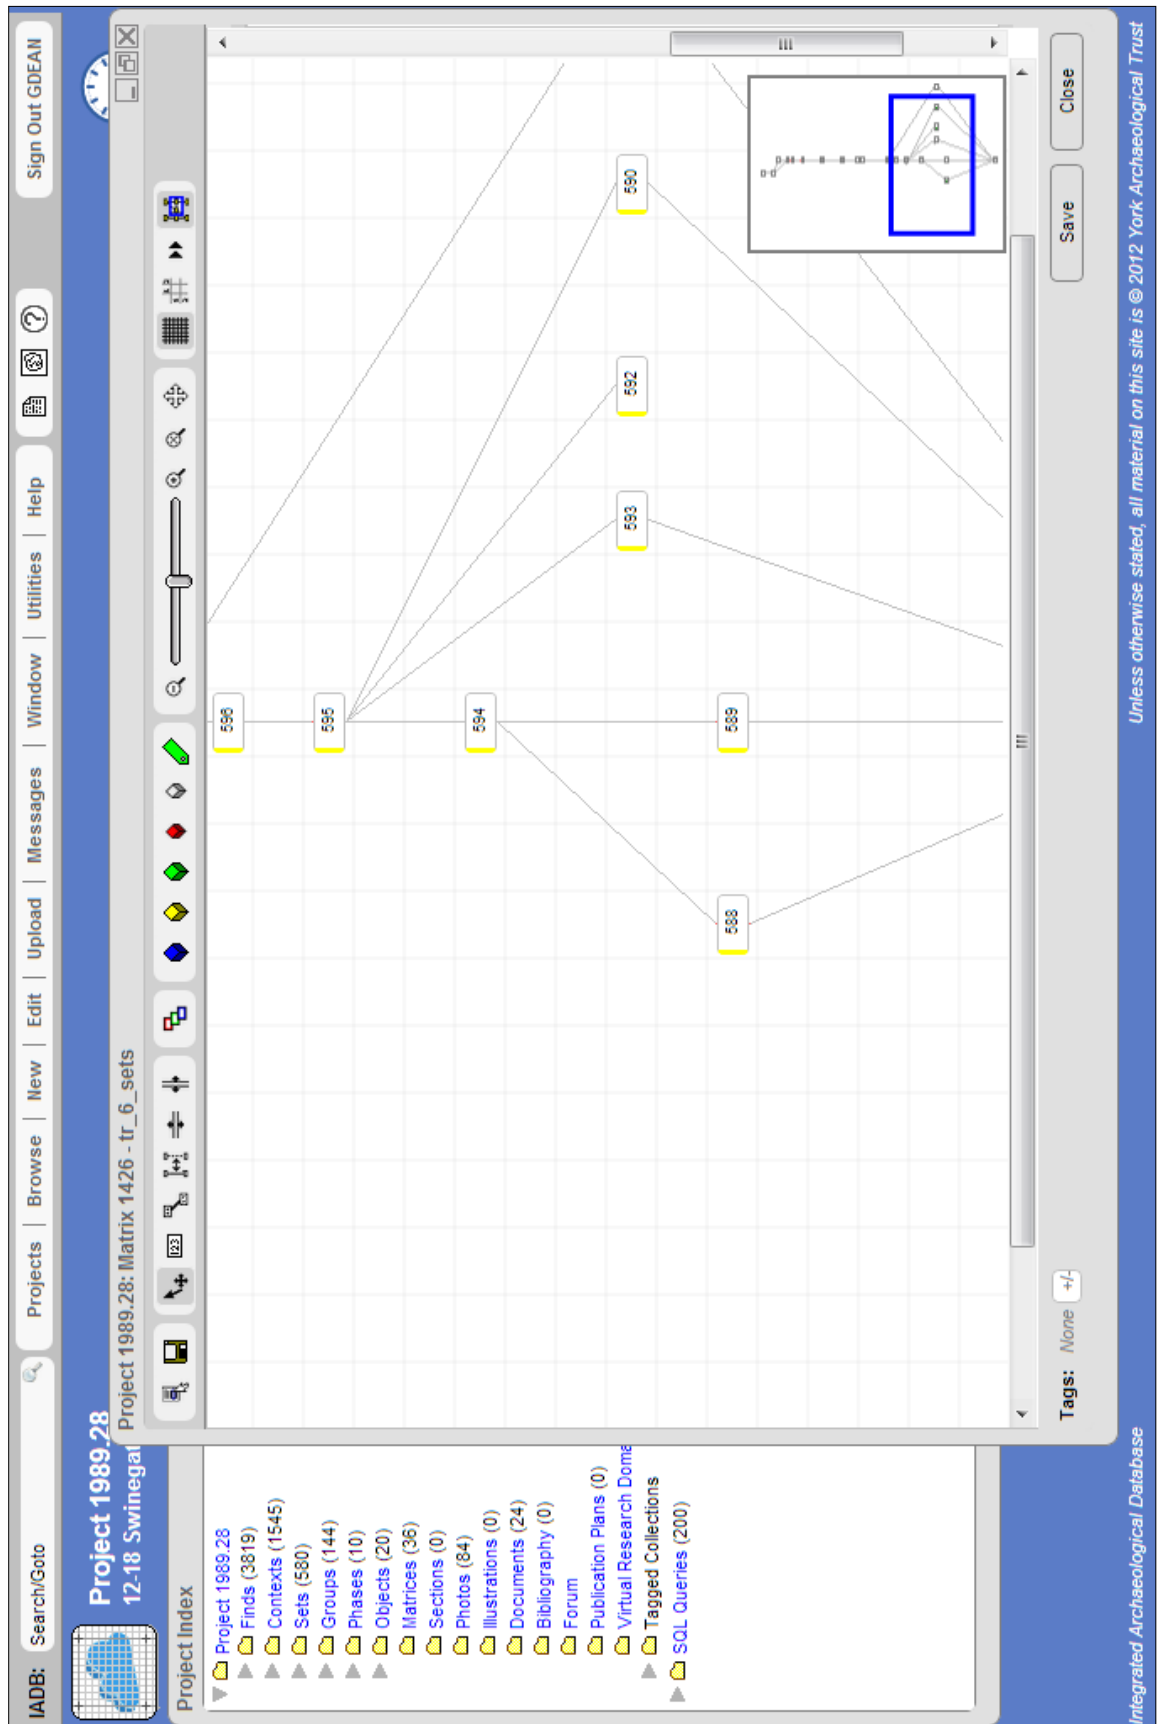 IADB:
Search/Goto
Projects | Browse | New | Edit | Upload | Messages | Window | Utilities | Help
Sign Out GDEAN
Project 1989.28
12-18 Swinegat
Project Index
Project 1989.28
Finds (3819)
Contexts (1545)
Sets (580)
Groups (144)
Phases (10)
Objects (20)
Matrices (36)
Sections (0)
Photos (84)
Illustrations (0)
Documents (24)
Bibliography (0)
Forum
Publication Plans (0)
Virtual Research Doma
Tagged Collections
SQL Queries (200)
Project 1989.28: Matrix 1426 - tr_6_sets
123
596
595
594
593
592
590
589
588
Tags: None +/-
Save
Close
Integrated Archaeological Database
Unless otherwise stated, all material on this site is © 2012 York Archaeological Trust